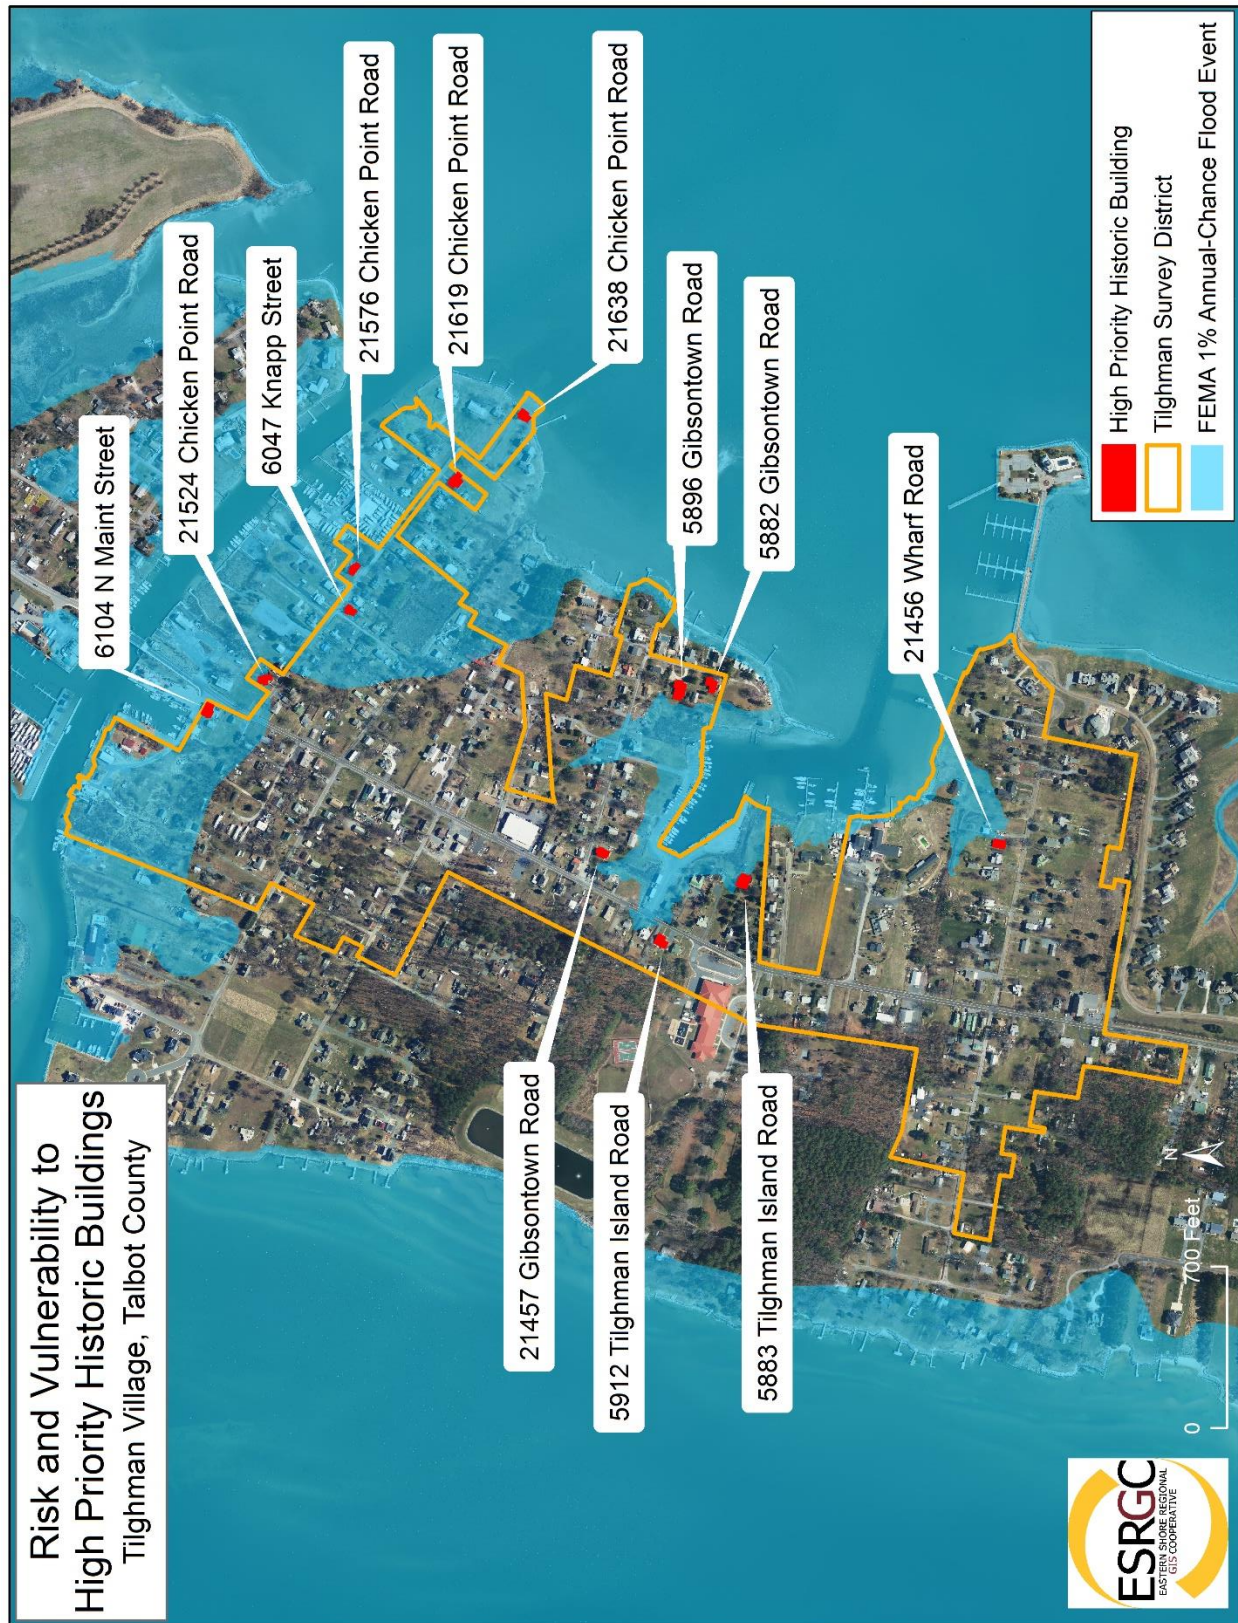 Risk and Vulnerability to
High Priority Historic Buildings
Tilghman Village, Talbot County
6104 N Maint Street
21524 Chicken Point Road
6047 Knapp Street
21576 Chicken Point Road
21619 Chicken Point Road
21638 Chicken Point Road
5896 Gibsontown Road
5882 Gibsontown Road
21456 Wharf Road
21457 Gibsontown Road
5912 Tilghman Island Road
5883 Tilghman Island Road
High Priority Historic Building
Tilghman Survey District
FEMA 1% Annual-Chance Flood Event
N
0 700 Feet
ESRGC
EASTERN SHORE REGIONAL
GIS COOPERATIVE